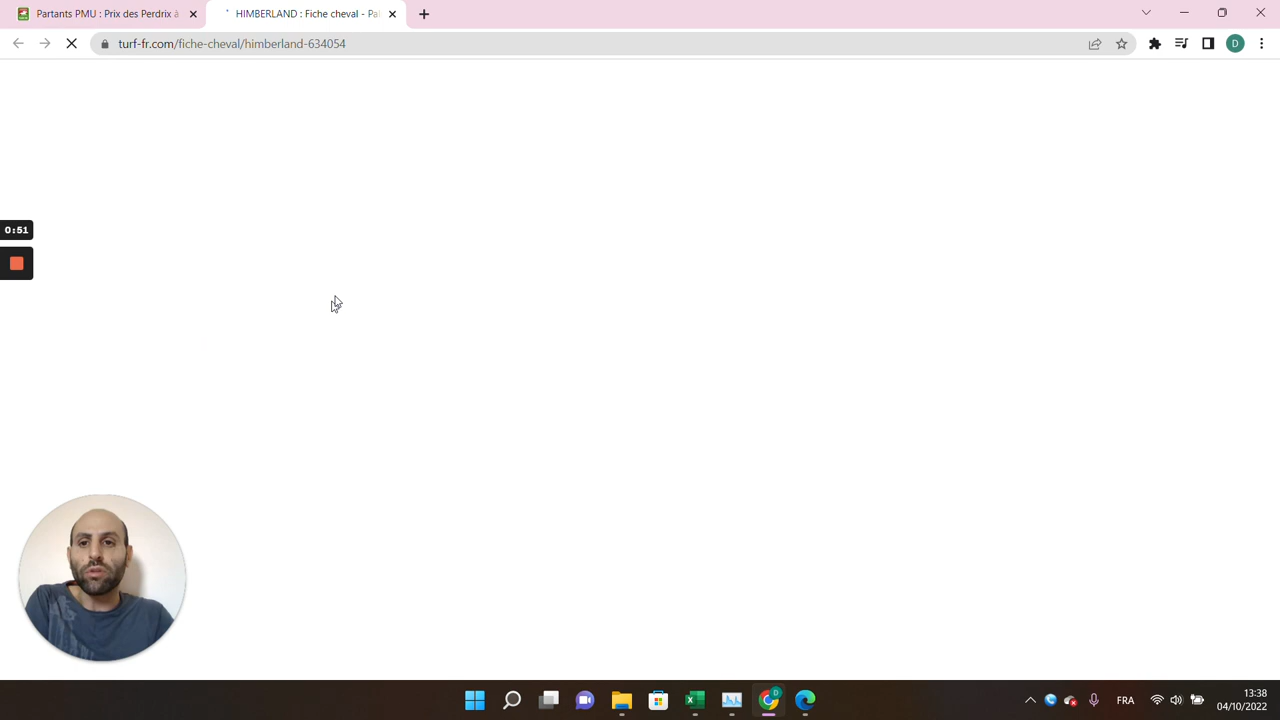 Partants PMU : Prix des Perdrix à
HIMBERLAND : Fiche cheval - Pal
turf-fr.com/fiche-cheval/himberland-634054
D
0:51
D
FRA
13:38
04/10/2022